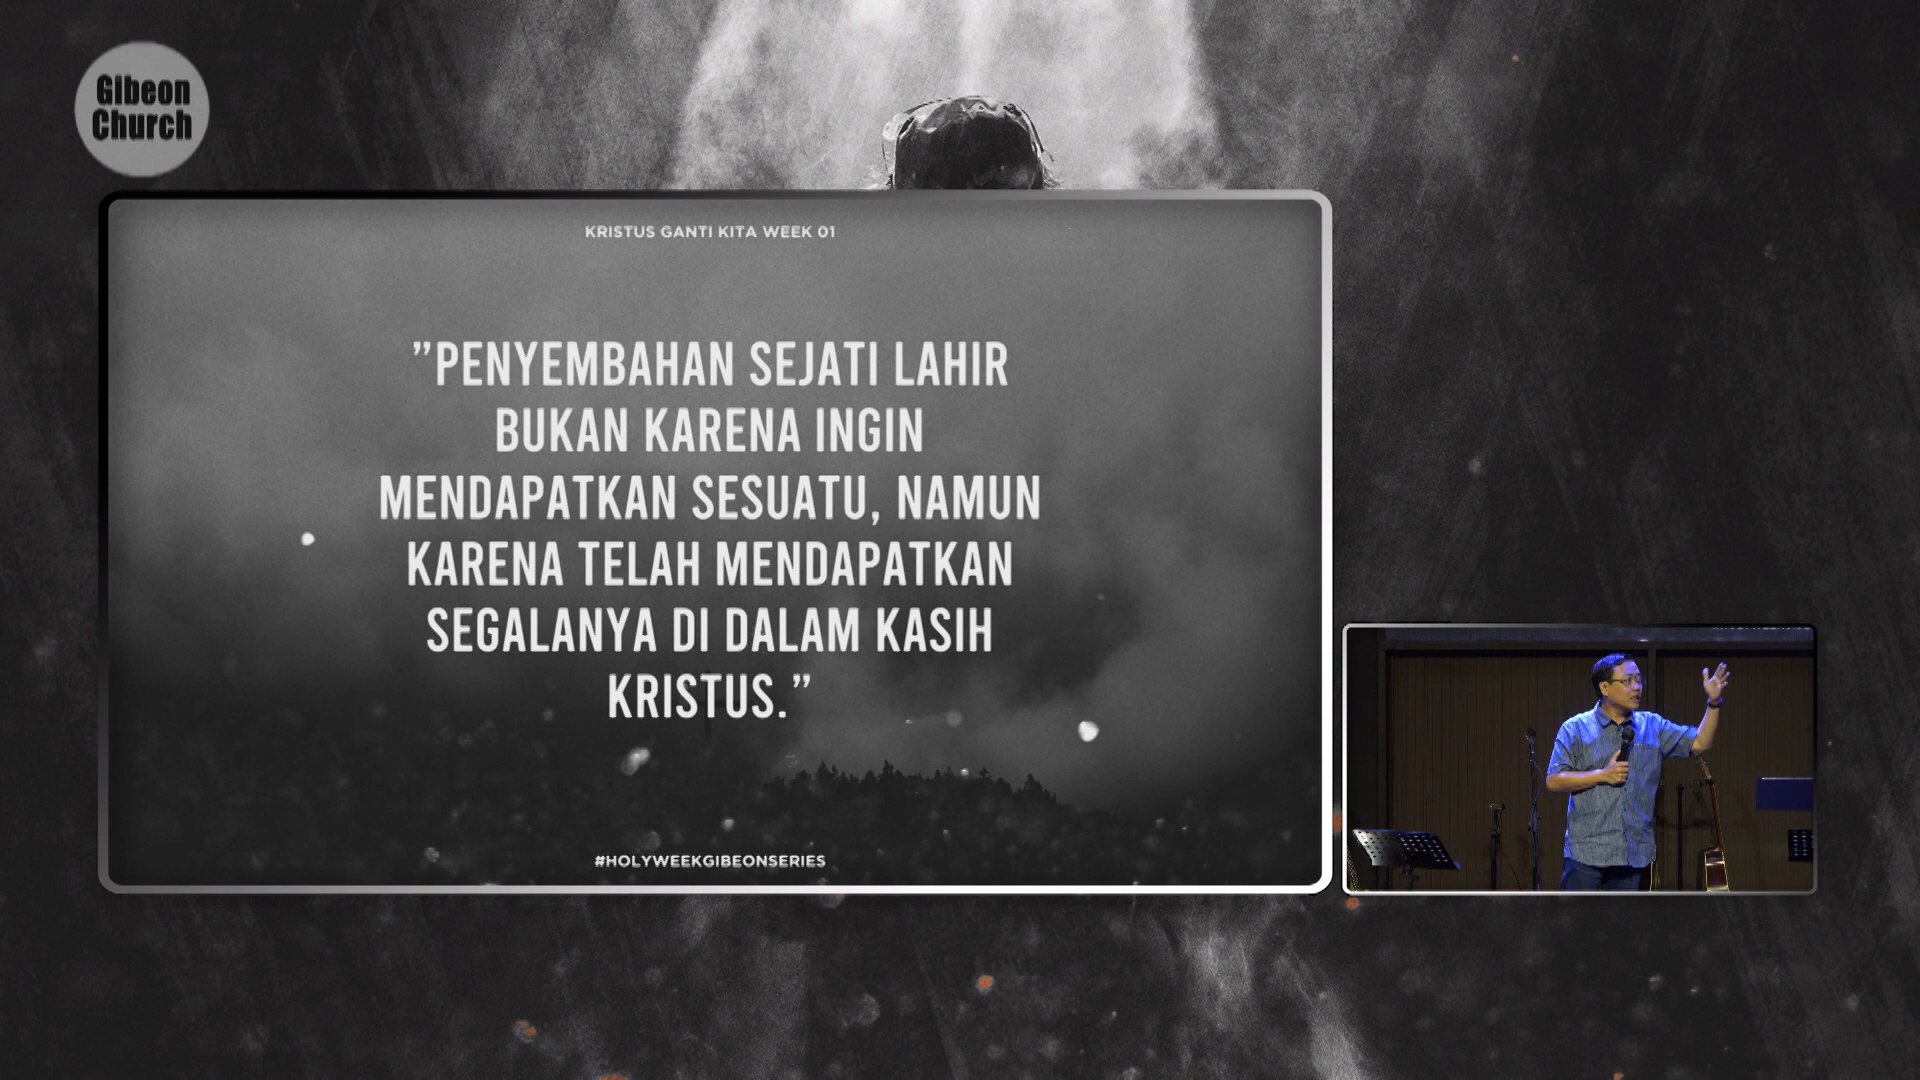 Gibeon
Church
KRISTUS GANTI KITA WEEK 01
”PENYEMBAHAN SEJATI LAHIR
BUKAN KARENA INGIN
MENDAPATKAN SESUATU, NAMUN
KARENA TELAH MENDAPATKAN
SEGALANYA DI DALAM KASIH
KRISTUS.”
#HOLYWEEKGIBEONSERIES